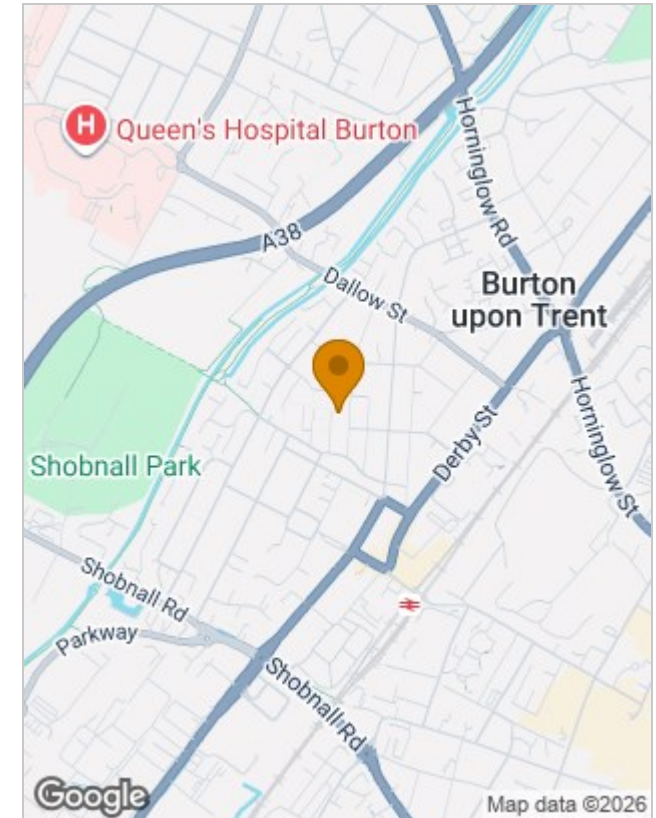 H
Queen's Hospital Burton
Horninglow Rd
A38
Dallow St
Burton
upon Trent
Horninglow St
Derby St
Shobnall Park
Shobnall Rd
Parkway
Shobnall Rd
Google
Map data ©2026